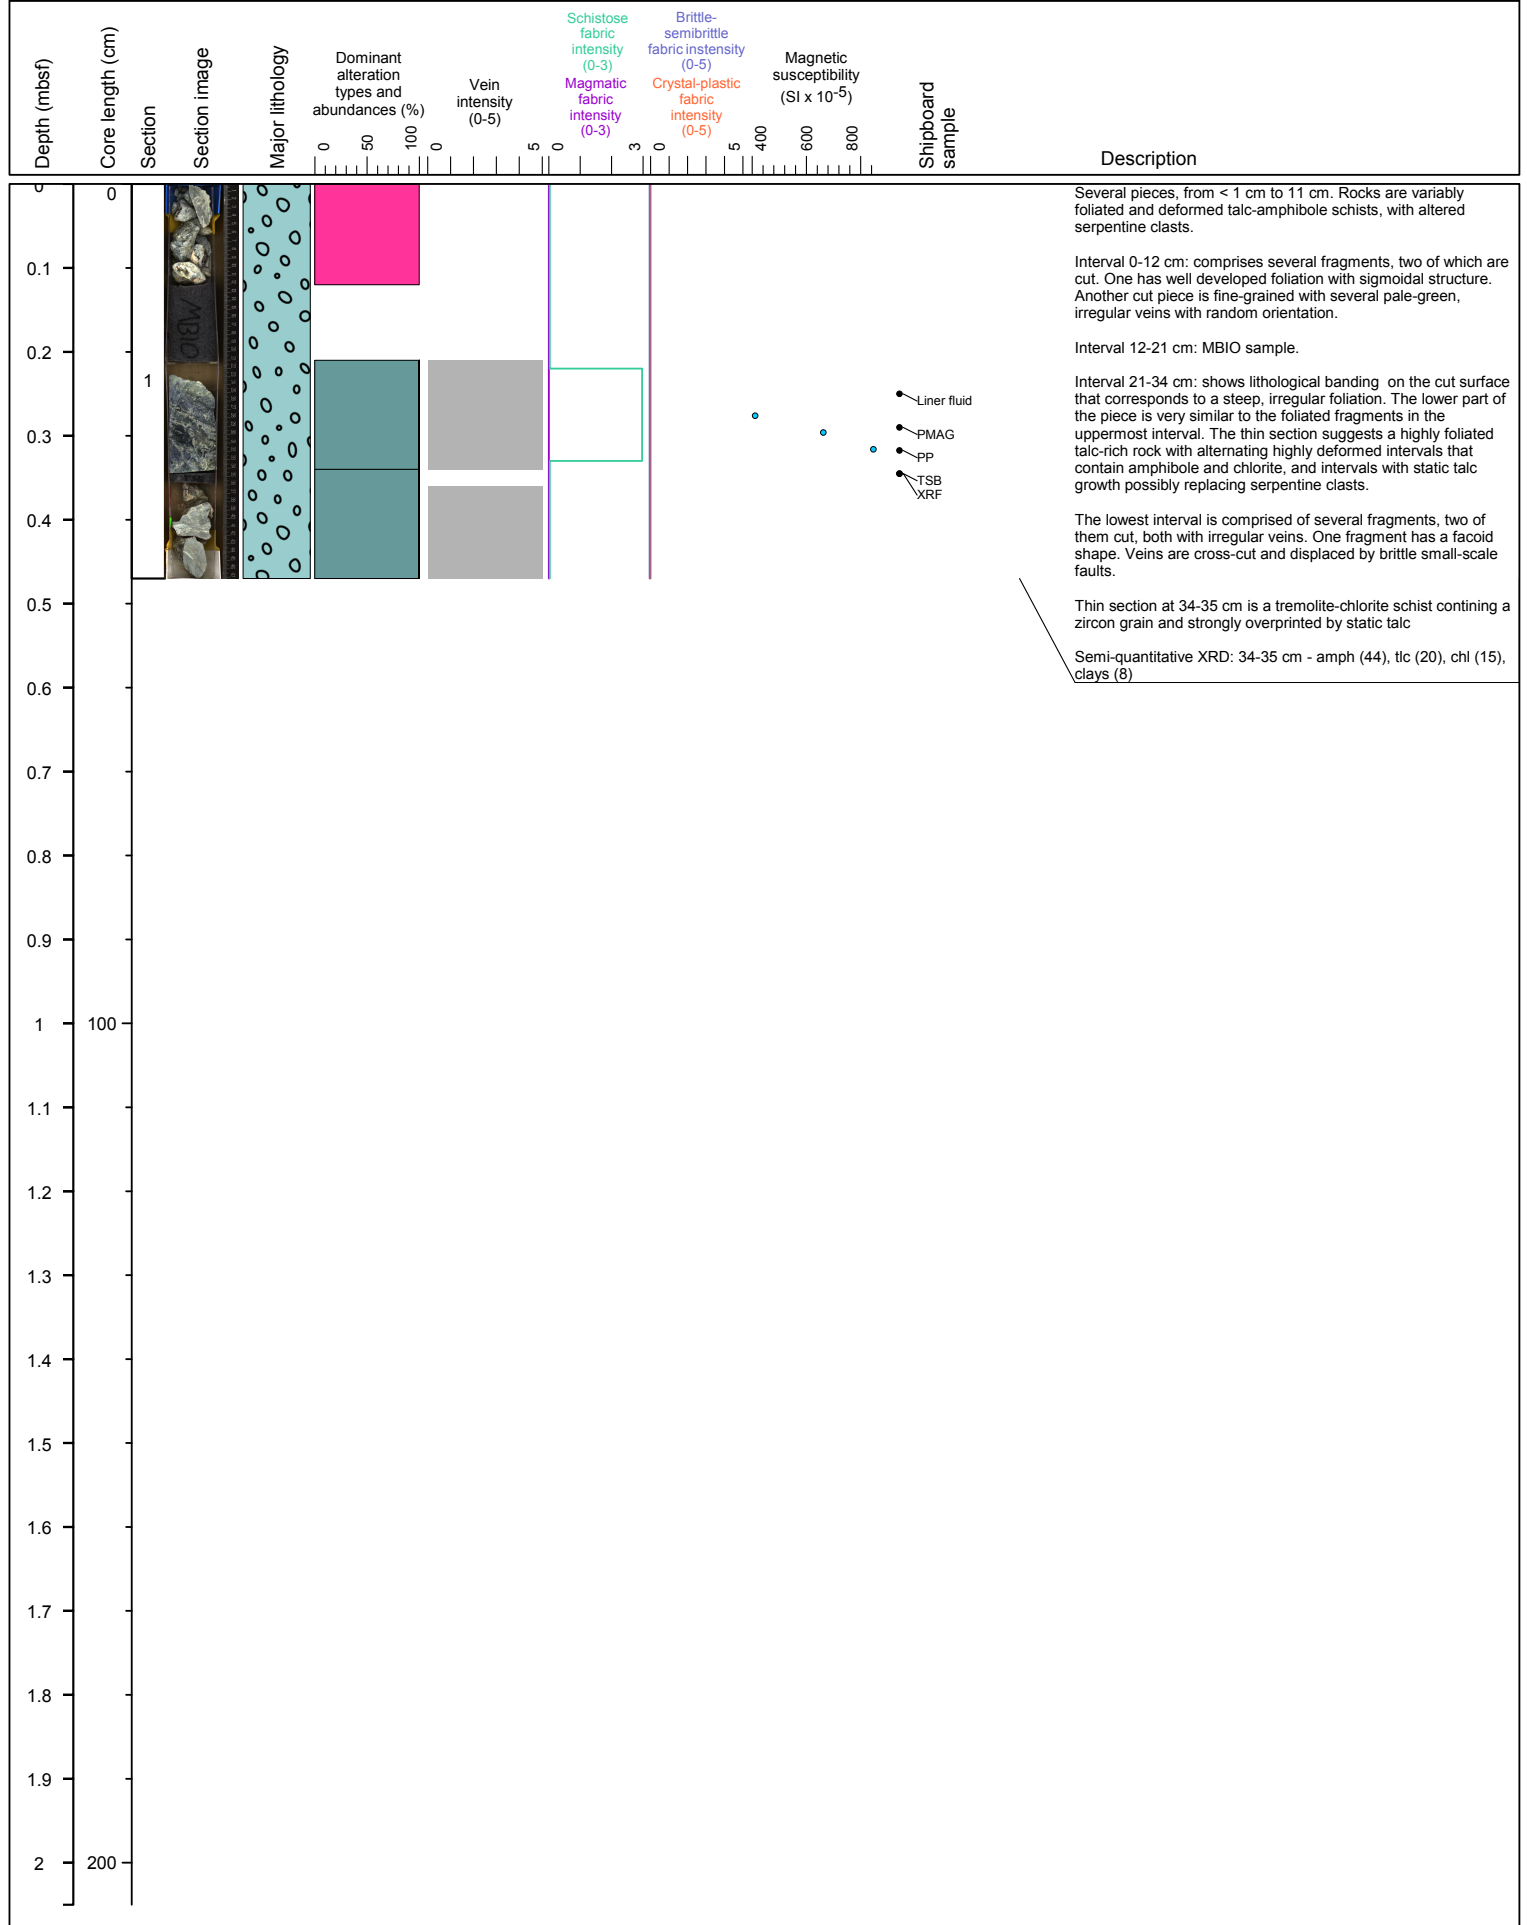 Depth (mbsf)
Core length (cm)
Section
Section image
Major lithology
Dominant
alteration
types and
abundances (%)
0
50
100
Vein
intensity
(0-5)
0
5
Schistose
fabric
intensity
(0-3)
Magmatic
fabric
intensity
(0-3)
0
3
Brittle-
semibrittle
fabric instensity
(0-5)
Crystal-plastic
fabric
intensity
(0-5)
0
5
Magnetic
susceptibility
(SI x 10-5)
400
600
800
Shipboard
sample
Description
0
0.1
0.2
0.3
0.4
0.5
0.6
0.7
0.8
0.9
1
1.1
1.2
1.3
1.4
1.5
1.6
1.7
1.8
1.9
2
0
100
200
1
MBIO
Liner fluid
PMAG
PP
TSB
XRF
Several pieces, from < 1 cm to 11 cm. Rocks are variably
foliated and deformed talc-amphibole schists, with altered
serpentine clasts.
Interval 0-12 cm: comprises several fragments, two of which are
cut. One has well developed foliation with sigmoidal structure.
Another cut piece is fine-grained with several pale-green,
irregular veins with random orientation.
Interval 12-21 cm: MBIO sample.
Interval 21-34 cm: shows lithological banding on the cut surface
that corresponds to a steep, irregular foliation. The lower part of
the piece is very similar to the foliated fragments in the
uppermost interval. The thin section suggests a highly foliated
talc-rich rock with alternating highly deformed intervals that
contain amphibole and chlorite, and intervals with static talc
growth possibly replacing serpentine clasts.
The lowest interval is comprised of several fragments, two of
them cut, both with irregular veins. One fragment has a facoid
shape. Veins are cross-cut and displaced by brittle small-scale
faults.
Thin section at 34-35 cm is a tremolite-chlorite schist contining a
zircon grain and strongly overprinted by static talc
Semi-quantitative XRD: 34-35 cm - amph (44), tlc (20), chl (15),
clays (8)